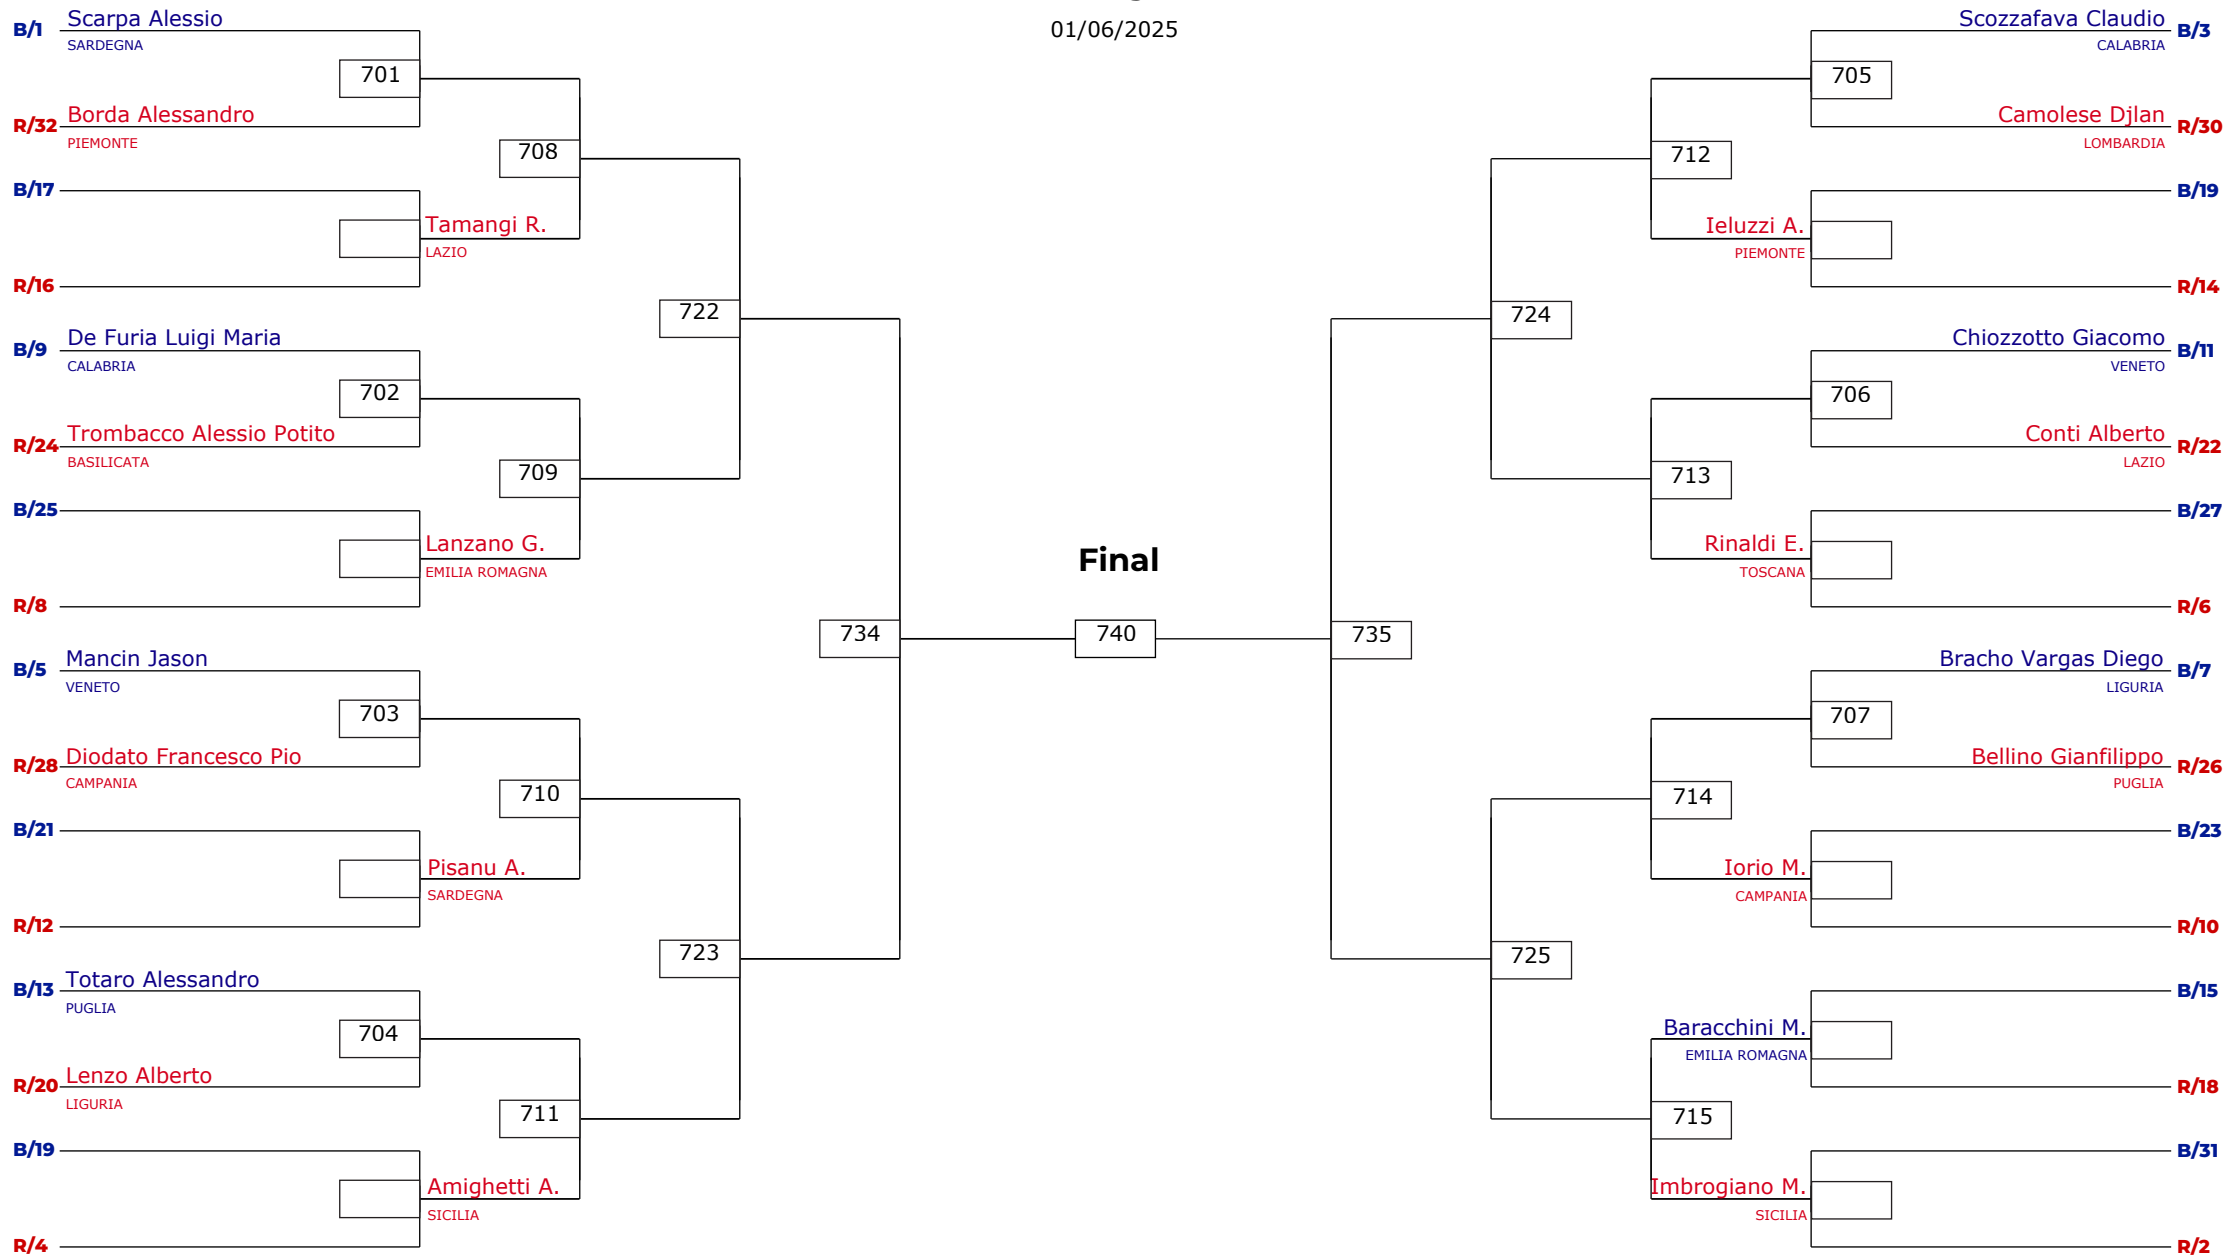 01/06/2025
B/1 Scarpa Alessio
SARDEGNA
701
R/32 Borda Alessandro
PIEMONTE
708
B/17
Tamangi R.
LAZIO
R/16
722
B/9 De Furia Luigi Maria
CALABRIA
702
R/24 Trombacco Alessio Potito
BASILICATA
709
B/25
Lanzano G.
EMILIA ROMAGNA
R/8
734
B/5 Mancin Jason
VENETO
703
R/28 Diodato Francesco Pio
CAMPANIA
710
B/21
Pisanu A.
SARDEGNA
R/12
723
B/13 Totaro Alessandro
PUGLIA
704
R/20 Lenzo Alberto
LIGURIA
711
B/19
Amighetti A.
SICILIA
R/4
Final
740
Scozzafava Claudio B/3
CALABRIA
705
Camolese Djlan R/30
LOMBARDIA
712
B/19
Ieluzzi A.
PIEMONTE
R/14
724
Chiozzotto Giacomo B/11
VENETO
706
Conti Alberto R/22
LAZIO
713
B/27
Rinaldi E.
TOSCANA
R/6
735
Bracho Vargas Diego B/7
LIGURIA
707
Bellino Gianfilippo R/26
PUGLIA
714
B/23
Iorio M.
CAMPANIA
R/10
725
B/15
Baracchini M.
EMILIA ROMAGNA
R/18
715
B/31
Imbrogiano M.
SICILIA
R/2